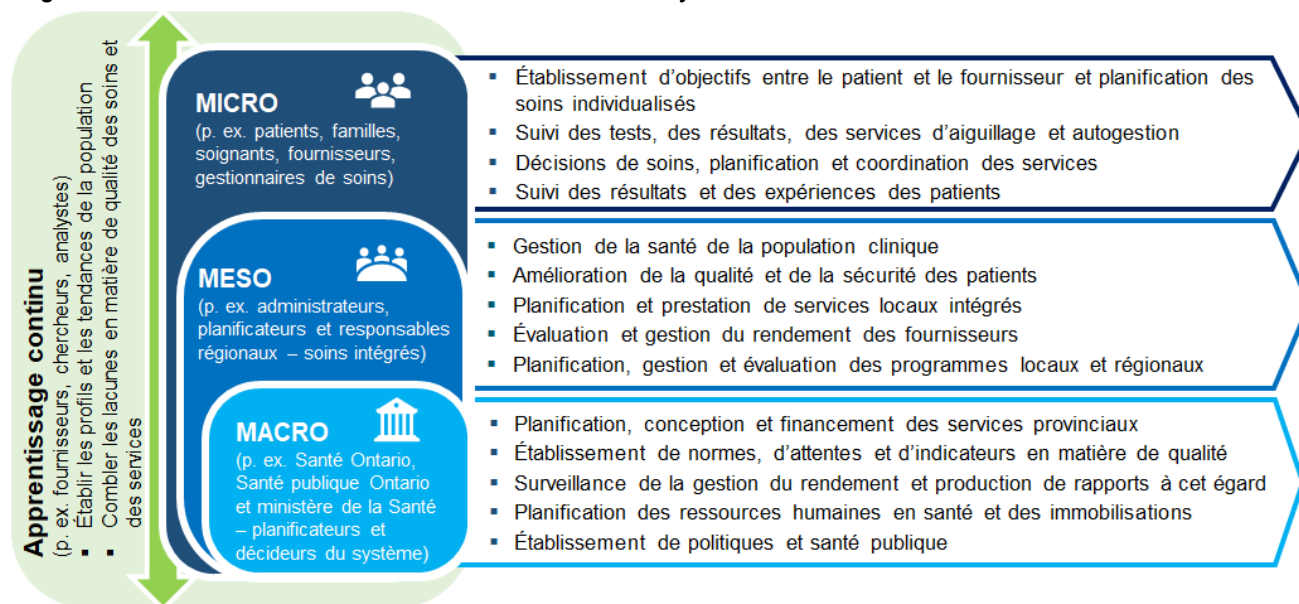 Apprentissage continu
(p. ex. fournisseurs, chercheurs, analystes)
▪ Établir les profils et les tendances de la population
▪ Combler les lacunes en matière de qualité des soins et
des services
MICRO
(p. ex. patients, familles,
soignants, fournisseurs,
gestionnaires de soins)
▪ Établissement d’objectifs entre le patient et le fournisseur et planification des
soins individualisés
▪ Suivi des tests, des résultats, des services d’aiguillage et autogestion
▪ Décisions de soins, planification et coordination des services
▪ Suivi des résultats et des expériences des patients
MESO
(p. ex. administrateurs,
planificateurs et responsables
régionaux – soins intégrés)
▪ Gestion de la santé de la population clinique
▪ Amélioration de la qualité et de la sécurité des patients
▪ Planification et prestation de services locaux intégrés
▪ Évaluation et gestion du rendement des fournisseurs
▪ Planification, gestion et évaluation des programmes locaux et régionaux
MACRO
(p. ex. Santé Ontario,
Santé publique Ontario
et ministère de la Santé
– planificateurs et
décideurs du système)
▪ Planification, conception et financement des services provinciaux
▪ Établissement de normes, d’attentes et d’indicateurs en matière de qualité
▪ Surveillance de la gestion du rendement et production de rapports à cet égard
▪ Planification des ressources humaines en santé et des immobilisations
▪ Établissement de politiques et santé publique